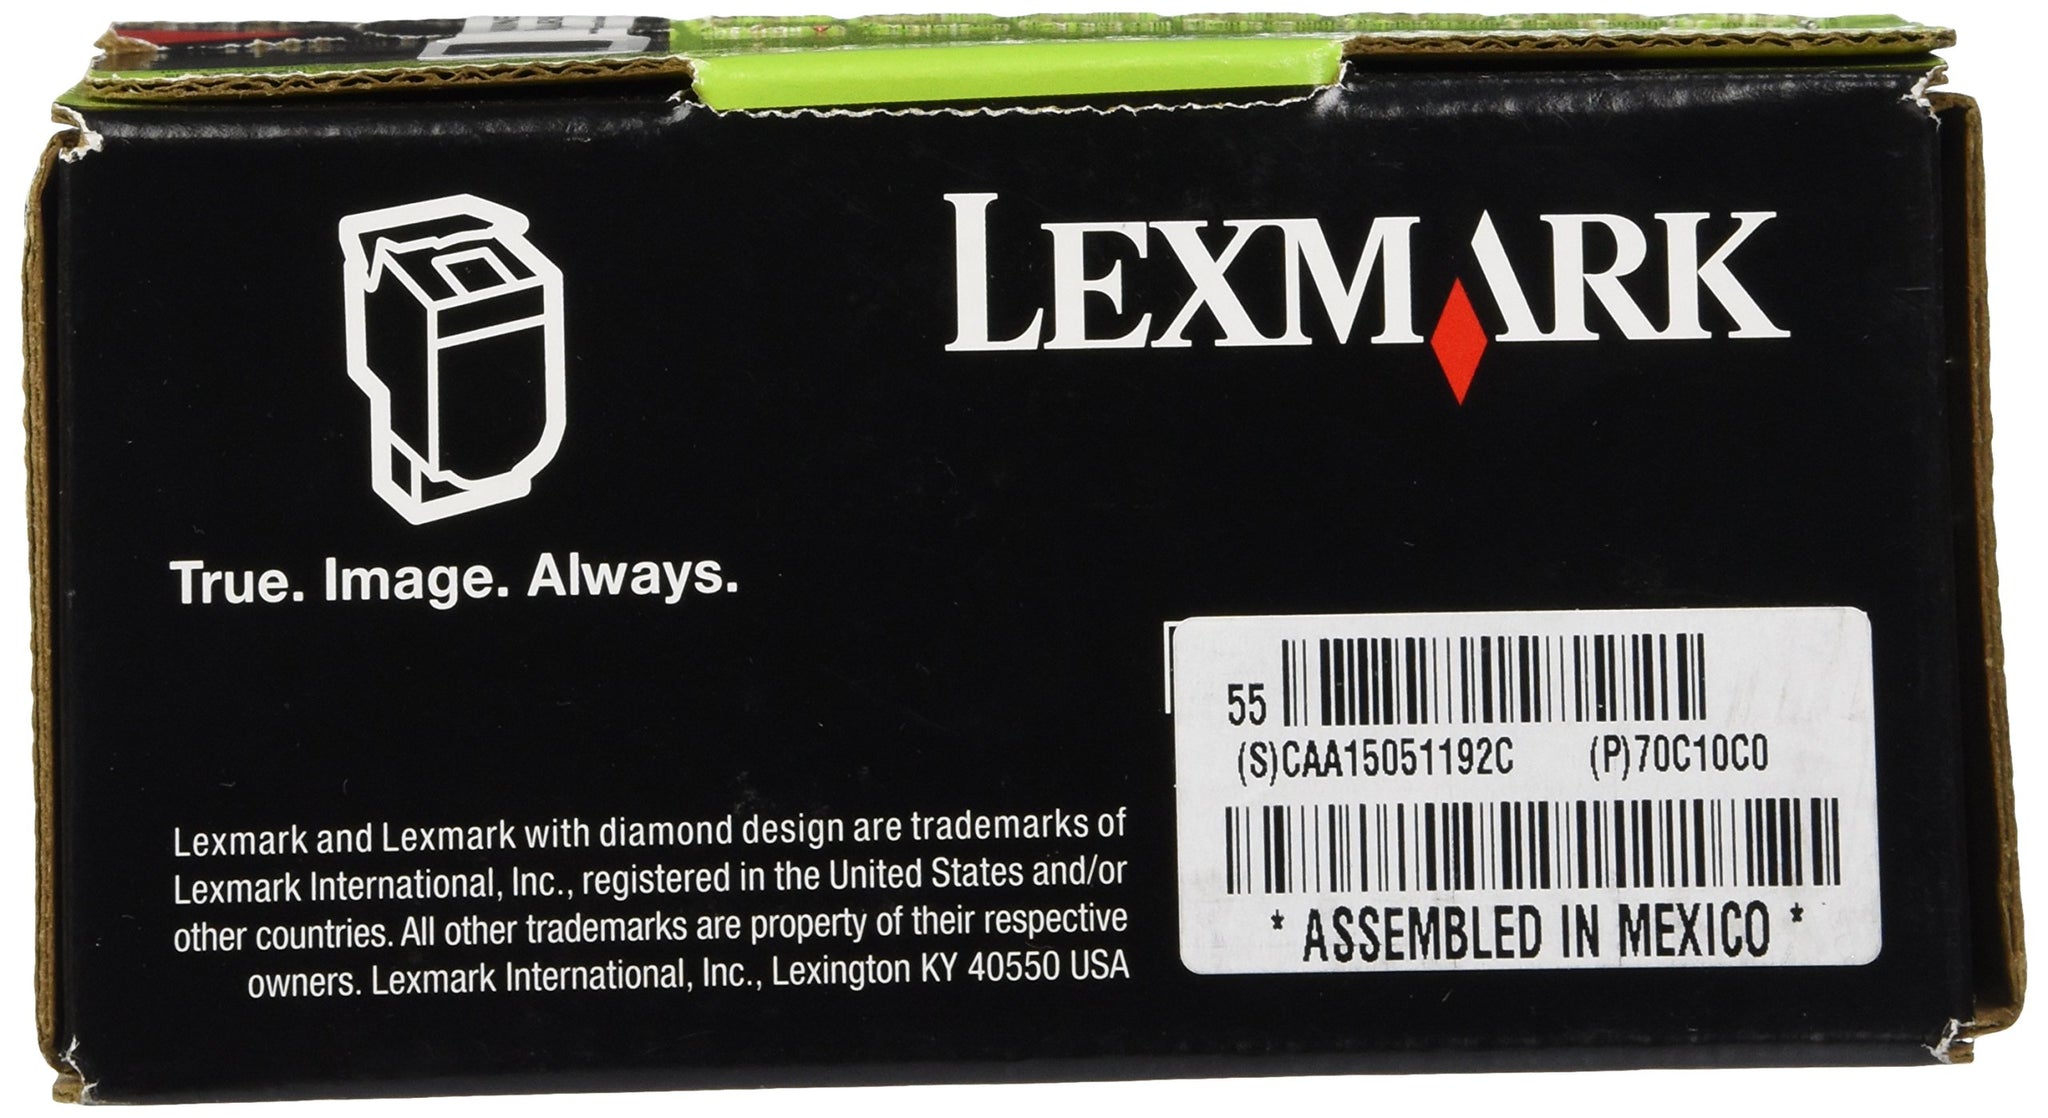 LEXMARK
True. Image. Always.
55
(S)CAA15051192C (P)70C10C0
* ASSEMBLED IN MEXICO *
Lexmark and Lexmark with diamond design are trademarks of
Lexmark International, Inc., registered in the United States and/or
other countries. All other trademarks are property of their respective
owners. Lexmark International, Inc., Lexington KY 40550 USA